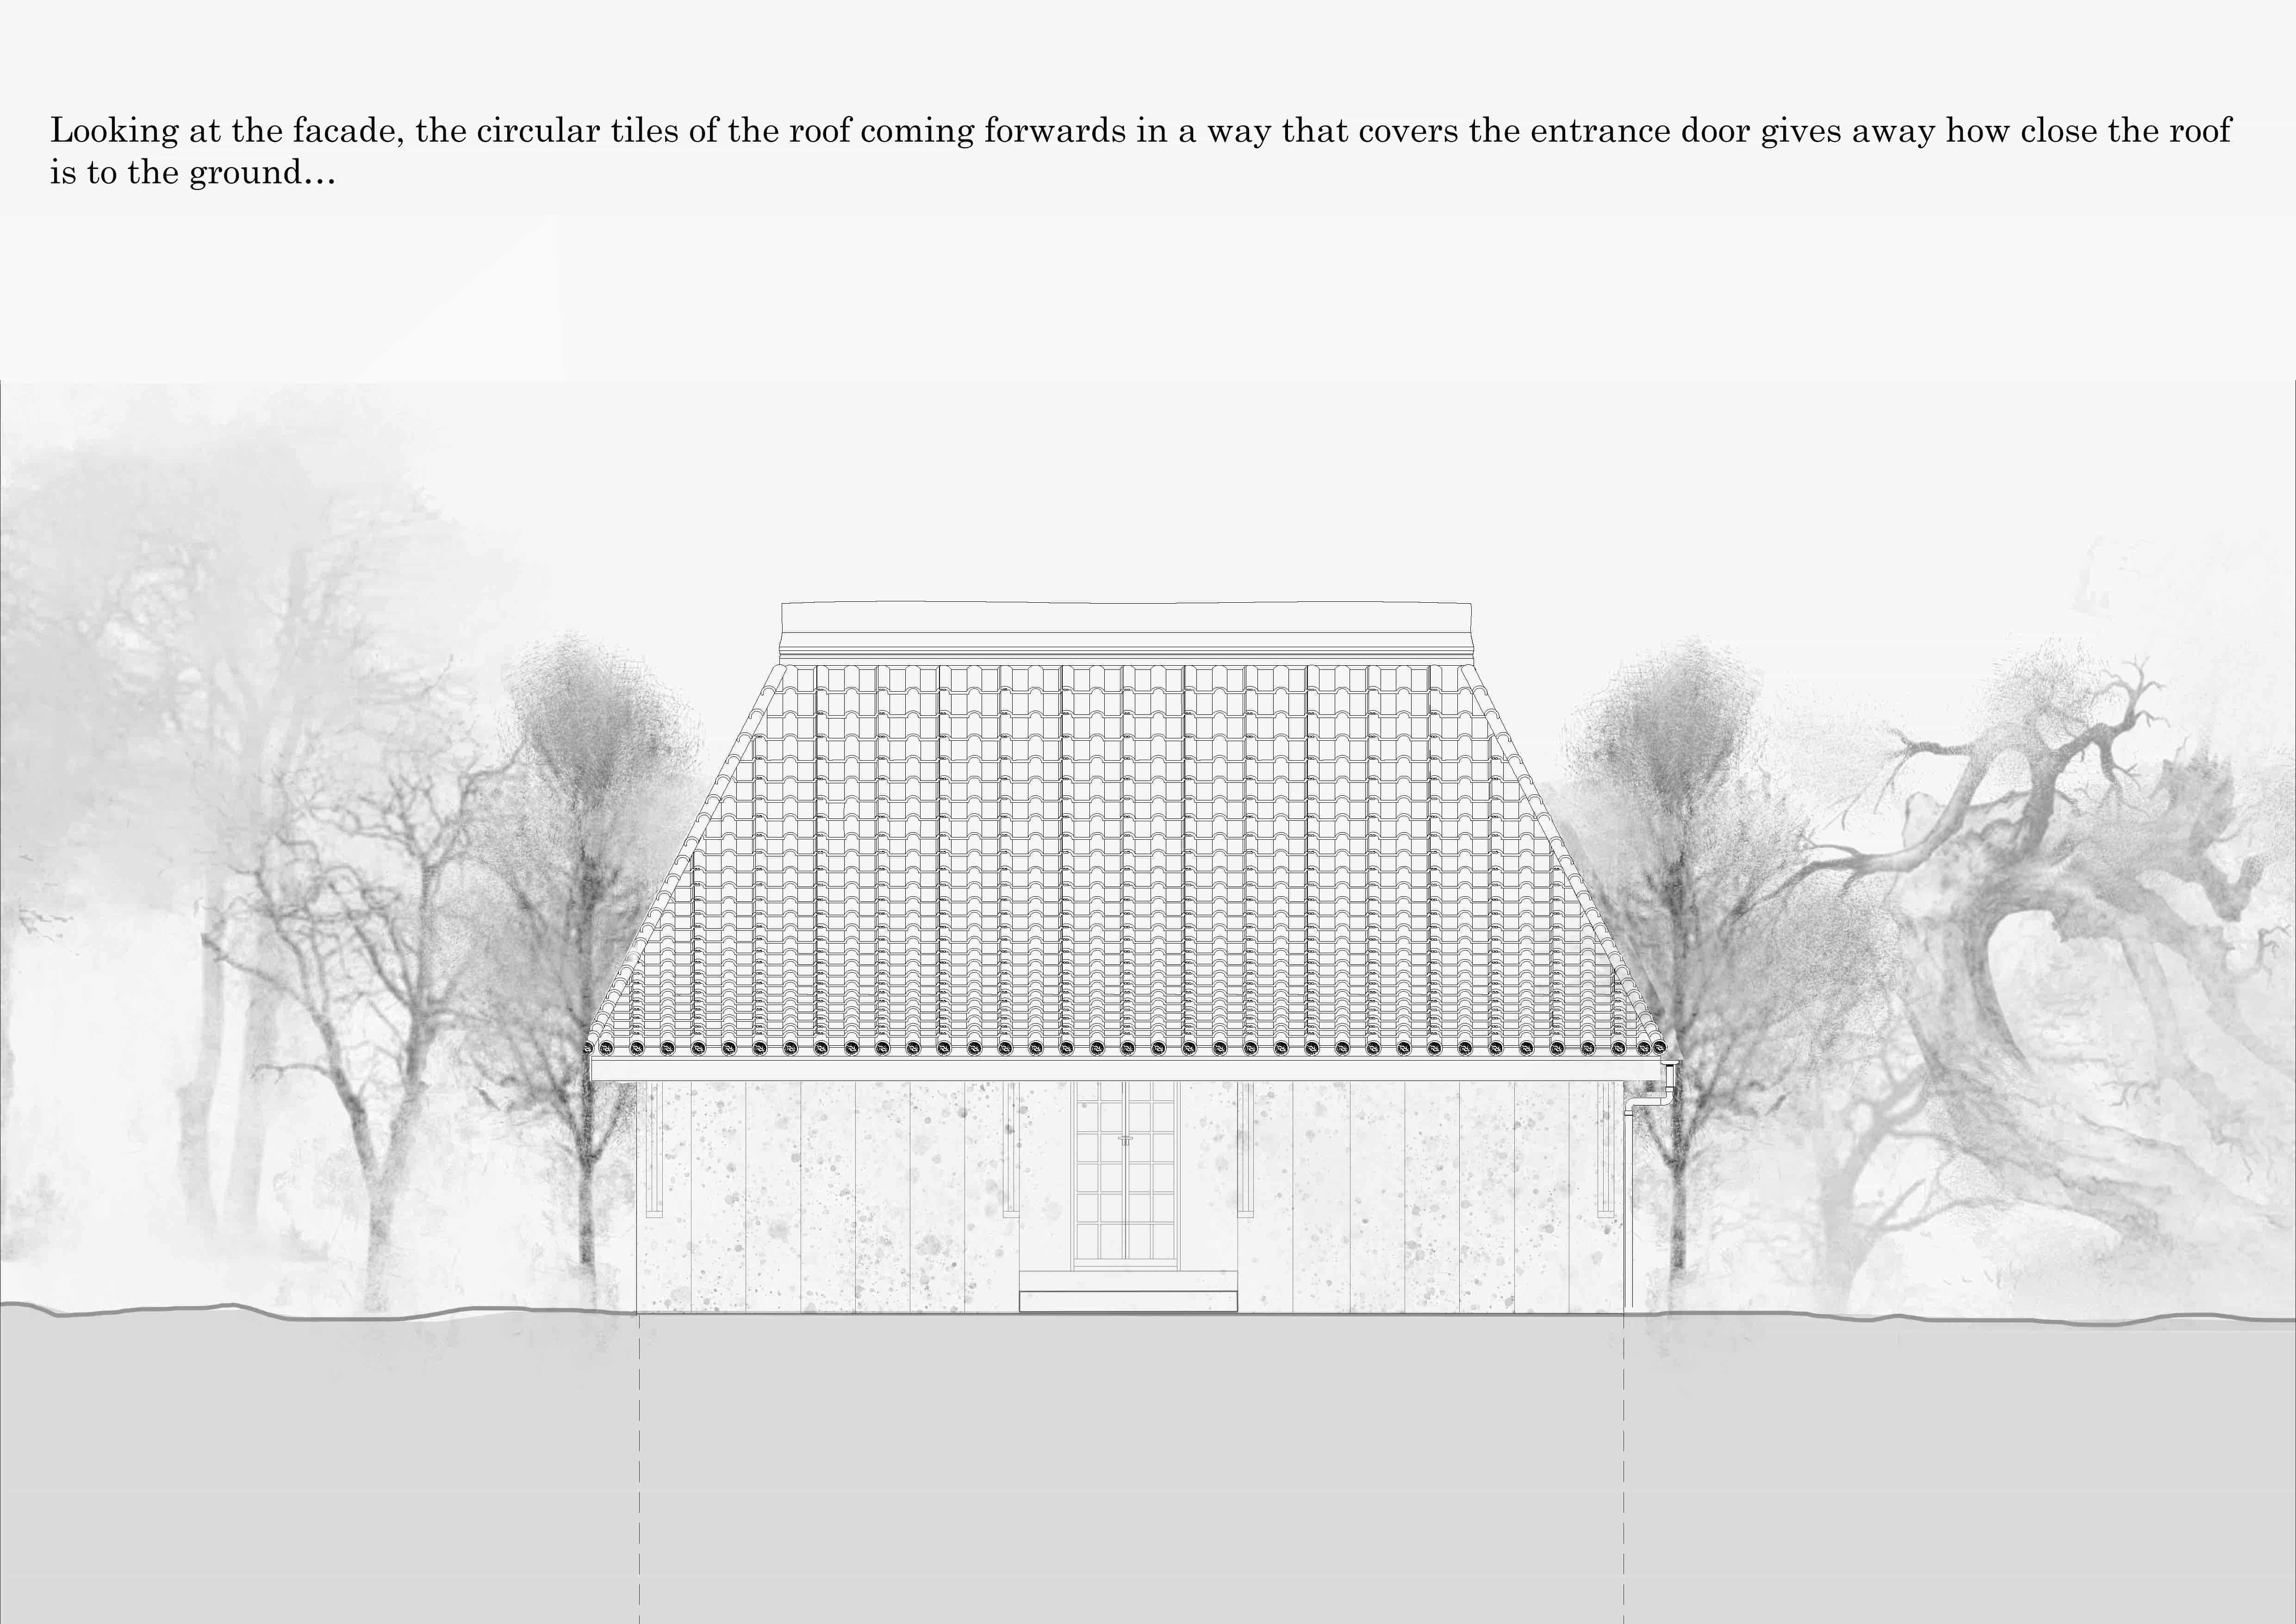 Looking at the facade, the circular tiles of the roof coming forwards in a way that covers the entrance door gives away how close the roof
is to the ground...